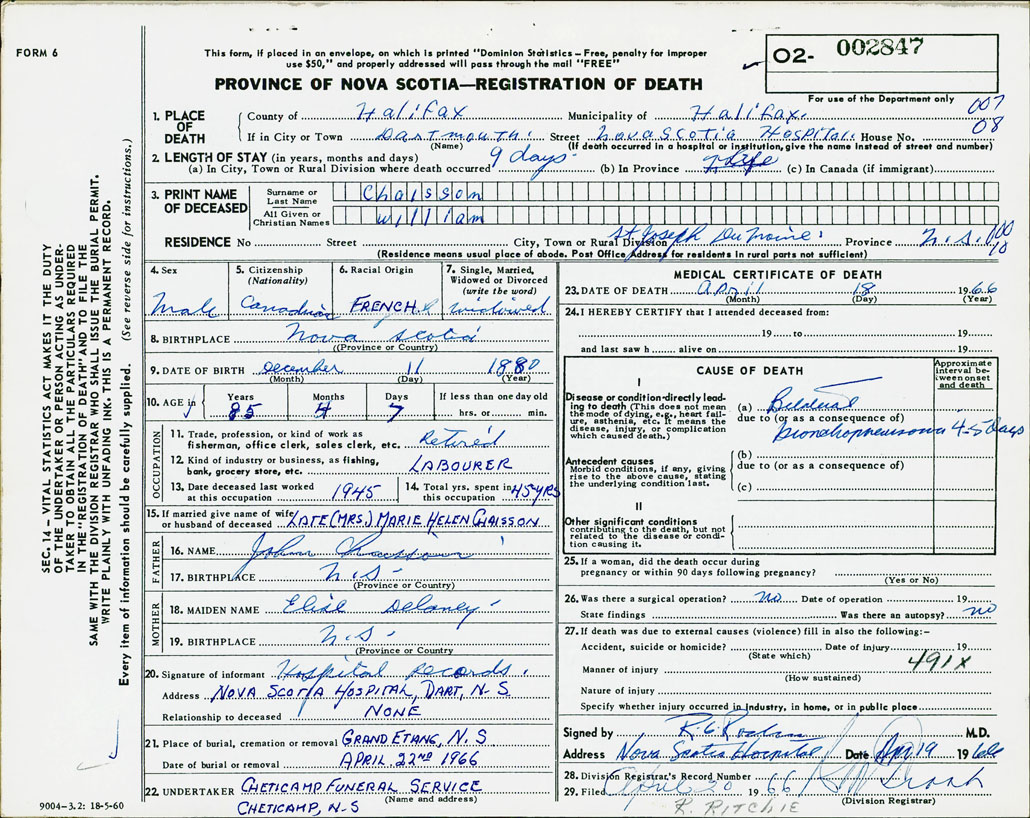 FORM 6
This form, if placed in an envelope, on which is printed "Dominion Statistics – Free, penalty for improper
use $50," and properly addressed will pass through the mail "FREE"
O2- 002847
PROVINCE OF NOVA SCOTIA—REGISTRATION OF DEATH
For use of the Department only
1. PLACE OF DEATH { County of Halifax Municipality of Halifax. 007
If in City or Town Dartmouth. Street Nova Scotia Hospital. House No. 08
(Name) (If death occurred in a hospital or institution, give the name instead of street and number)
2. LENGTH OF STAY (in years, months and days)
(a) In City, Town or Rural Division where death occurred 9 days (b) In Province Life (c) In Canada (if immigrant)
3. PRINT NAME OF DECEASED
Surname or Last Name Chaisson
All Given or Christian Names William
RESIDENCE No Street City, Town or Rural Division St Joseph Du Moine Province N.S. 10
(Residence means usual place of abode. Post Office Address for residents in rural parts not sufficient)
4. Sex Male
5. Citizenship (Nationality) Canadian
6. Racial Origin FRENCH
7. Single, Married, Widowed or Divorced (write the word) widowed
8. BIRTHPLACE Nova Scotia
(Province or Country)
9. DATE OF BIRTH December 11 1880
(Month) (Day) (Year)
10. AGE in Years 85 Months 4 Days 7 If less than one day old hrs. or min.
OCCUPATION
11. Trade, profession, or kind of work as fisherman, office clerk, sales clerk, etc. Retired
12. Kind of industry or business, as fishing, bank, grocery store, etc. LABOURER
13. Date deceased last worked at this occupation 1945
14. Total yrs. spent in this occupation 45 YRS
15. If married give name of wife or husband of deceased LATE (MRS.) MARIE HELEN CHAISSON
FATHER
16. NAME John Chaisson
17. BIRTHPLACE N.S-
(Province or Country)
MOTHER
18. MAIDEN NAME Elise Delaney
19. BIRTHPLACE N.S-
(Province or Country)
20. Signature of informant Hospital records.
Address NOVA SCOTIA HOSPITAL, DART, N-S
Relationship to deceased NONE
21. Place of burial, cremation or removal GRAND ETANG, N.S
Date of burial or removal APRIL 22ND 1966
22. UNDERTAKER CHETICAMP FUNERAL SERVICE
(Name and address)
CHETICAMP, N-S
MEDICAL CERTIFICATE OF DEATH
23. DATE OF DEATH April 18 1966
(Month) (Day) (Year)
24. I HEREBY CERTIFY that I attended deceased from:
19 to 19
and last saw h alive on 19
CAUSE OF DEATH
Approximate interval between onset and death
I
Disease or condition directly leading to death (This does not mean the mode of dying, e.g., heart failure, asthenia, etc. It means the disease, injury, or complication which caused death.)
(a) Bilateral
due to (or as a consequence of)
Bronchopneumonia 4-5 days
Antecedent causes
Morbid conditions, if any, giving rise to the above cause, stating the underlying condition last.
(b)
due to (or as a consequence of)
(c)
II
Other significant conditions
contributing to the death, but not related to the disease or condition causing it.
25. If a woman, did the death occur during pregnancy or within 90 days following pregnancy?
(Yes or No)
26. Was there a surgical operation? no Date of operation 19
State findings Was there an autopsy? no
27. If death was due to external causes (violence) fill in also the following:–
Accident, suicide or homicide? Date of injury 19
(State which) 491X
Manner of injury
(How sustained)
Nature of injury
Specify whether injury occurred in industry, in home, or in public place
Signed by M.D.
Address Nova Scotia Hospital Date Apr 19 1966
28. Division Registrar's Record Number
29. Filed April 20 1966
(Division Registrar)
R. RITCHIE
SEC. 14 – VITAL STATISTICS ACT MAKES IT THE DUTY
OF THE UNDERTAKER OR PERSON ACTING AS UNDER-
TAKER TO OBTAIN ALL THE PARTICULARS REQUIRED
IN THE "REGISTRATION OF DEATH" AND TO FILE THE
SAME WITH THE DIVISION REGISTRAR WHO SHALL ISSUE THE BURIAL PERMIT.
WRITE PLAINLY WITH UNFADING INK. THIS IS A PERMANENT RECORD.
Every item of information should be carefully supplied. (See reverse side for instructions.)
9004–3.2: 18-5-60